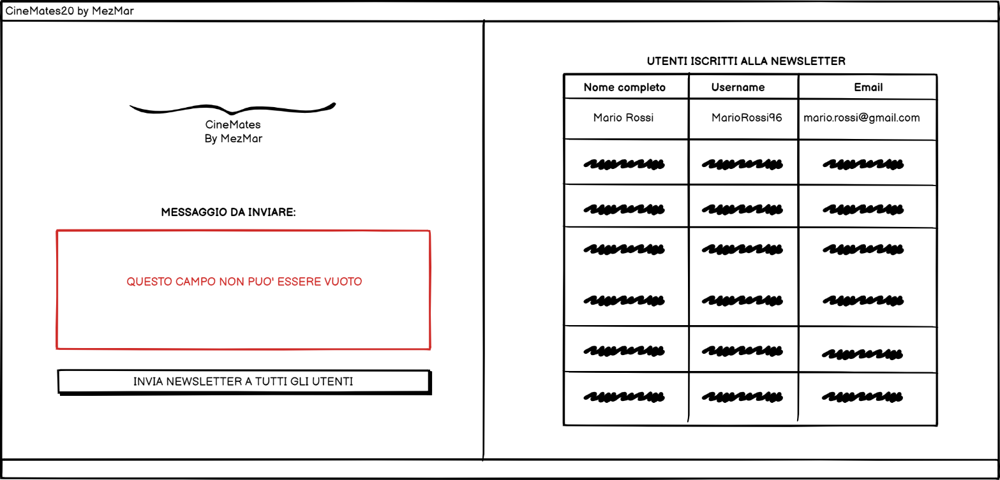 CineMates20 by MezMar
CineMates
By MezMar
MESSAGGIO DA INVIARE:
QUESTO CAMPO NON PUO' ESSERE VUOTO
INVIA NEWSLETTER A TUTTI GLI UTENTI
UTENTI ISCRITTI ALLA NEWSLETTER
Nome completo Username Email
Mario Rossi MarioRossi96 mario.rossi@gmail.com